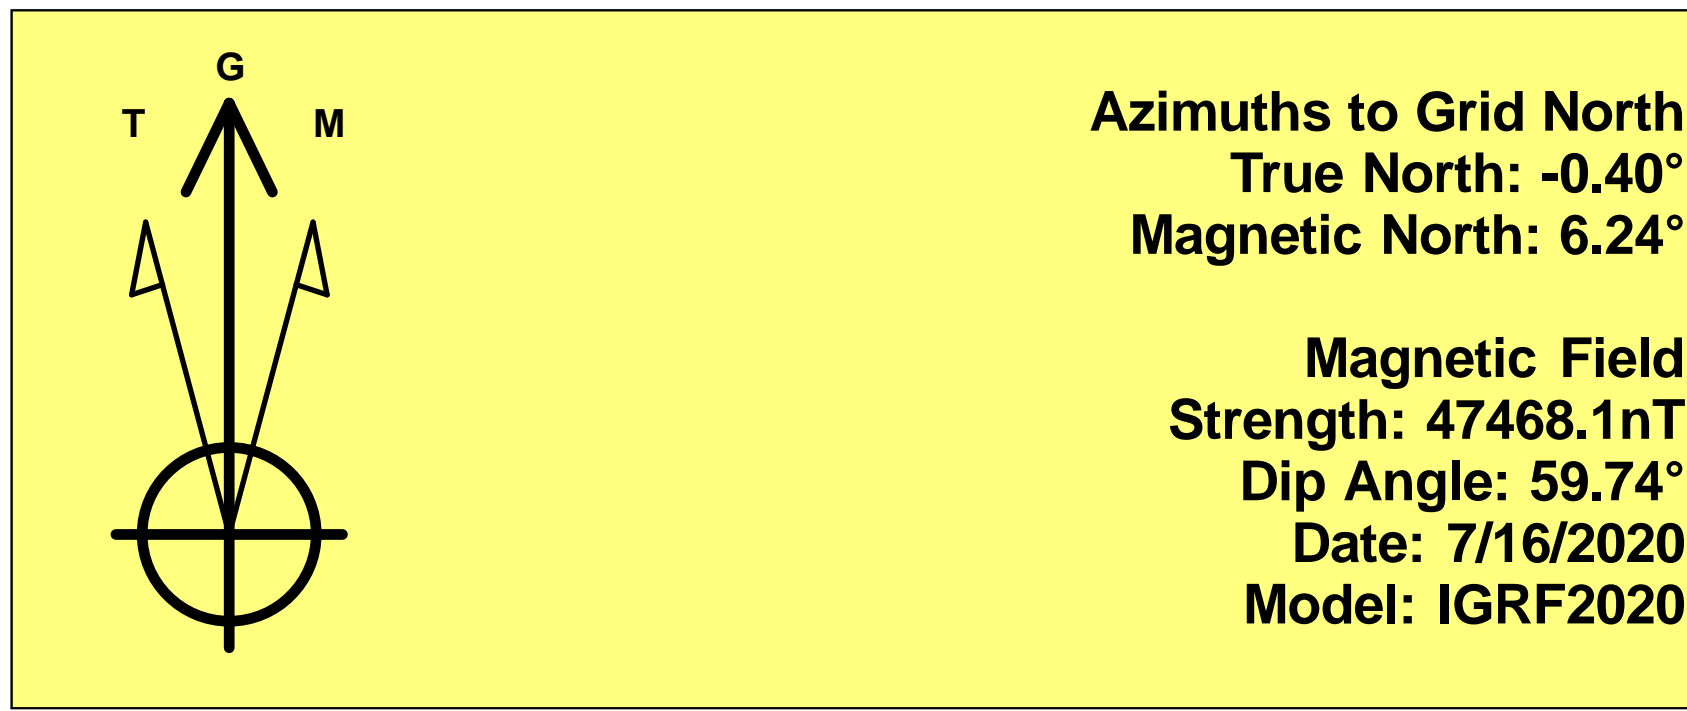 G
T
M
Azimuths to Grid North
True North: -0.40°
Magnetic North: 6.24°
Magnetic Field
Strength: 47468.1nT
Dip Angle: 59.74°
Date: 7/16/2020
Model: IGRF2020